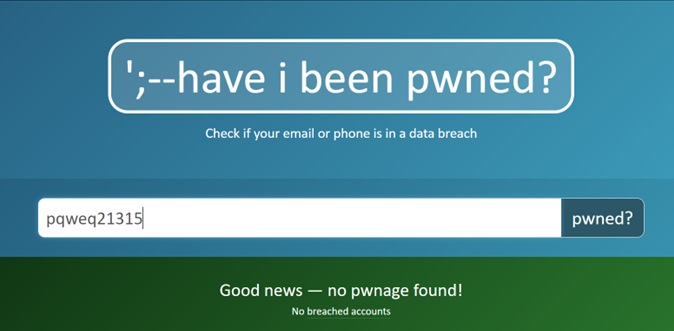 ';--have i been pwned?
Check if your email or phone is in a data breach
pqweq21315
pwned?
Good news — no pwnage found!
No breached accounts